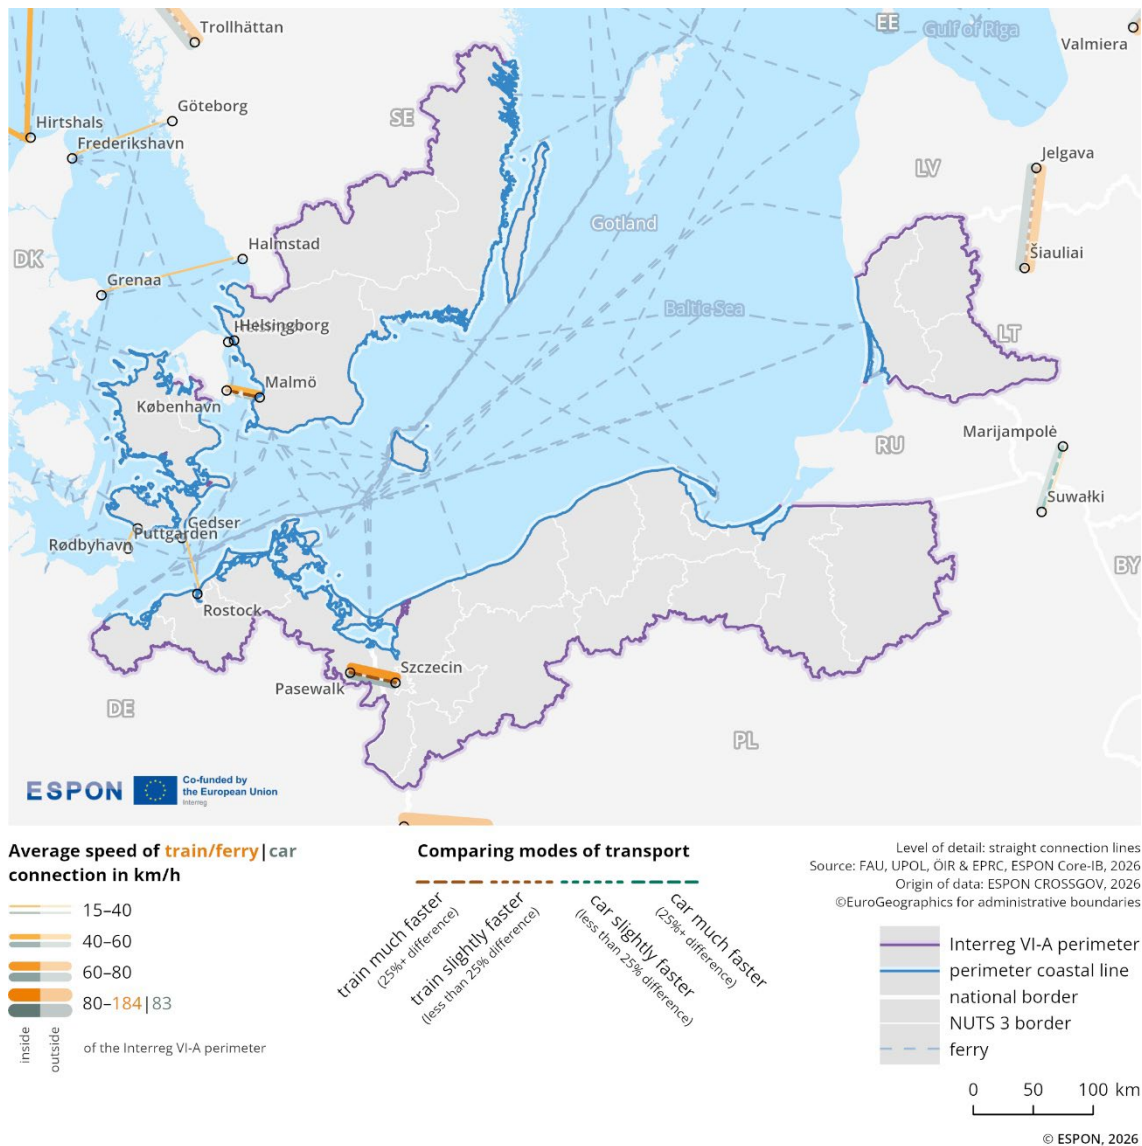 Trollhättan
EE
Gulf of Riga
Valmiera
Göteborg
Hirtshals
SE
Frederikshavn
Jelgava
LV
Gotland
Halmstad
DK
Šiauliai
Grenaa
Baltic Sea
Helsingborg
LT
Malmö
København
Marijampolė
RU
Suwałki
Gedser
Puttgarden
Rødbyhavn
BY
Rostock
Szczecin
Pasewalk
DE
PL
ESPON
Co-funded by
the European Union
Interreg
Average speed of train/ferry|car
connection in km/h
15–40
40–60
60–80
80–184|83
inside
outside
of the Interreg VI-A perimeter
Comparing modes of transport
train much faster
(25%+ difference)
train slightly faster
(less than 25% difference)
car slightly faster
(less than 25% difference)
car much faster
(25%+ difference)
Level of detail: straight connection lines
Source: FAU, UPOL, ÖIR & EPRC, ESPON Core-IB, 2026
Origin of data: ESPON CROSSGOV, 2026
©EuroGeographics for administrative boundaries
Interreg VI-A perimeter
perimeter coastal line
national border
NUTS 3 border
ferry
0 50 100 km
© ESPON, 2026